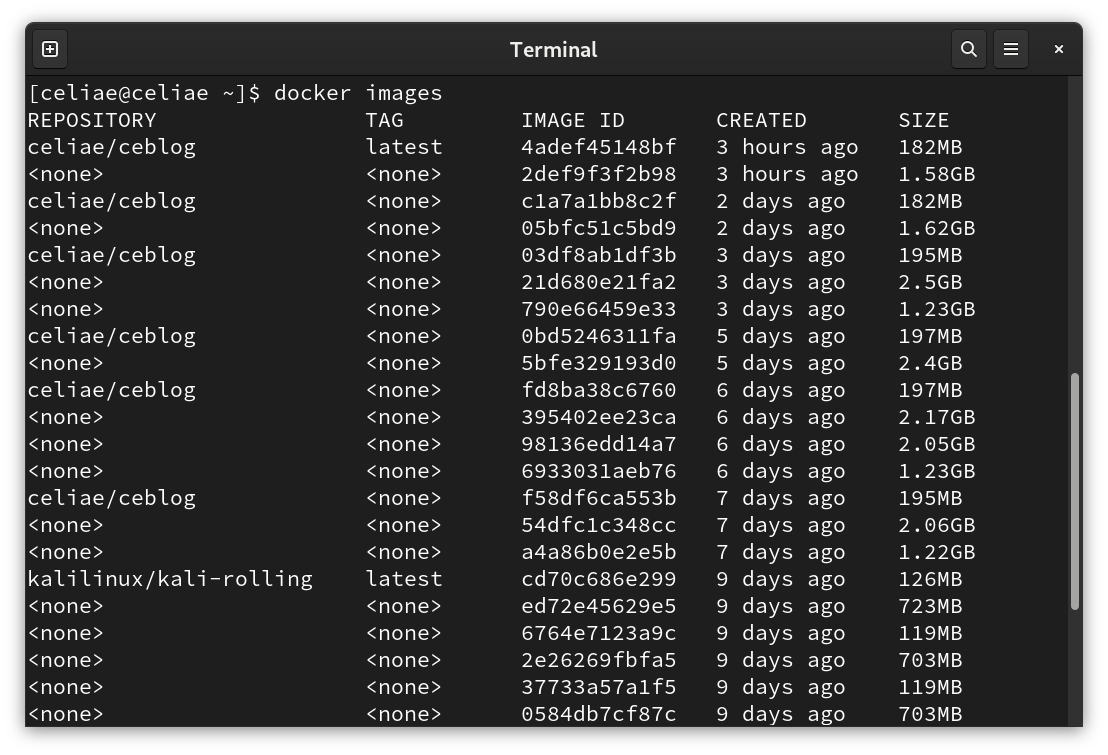 Terminal
[celiae@celiae ~]$ docker images
REPOSITORY TAG IMAGE ID CREATED SIZE
celiae/ceblog latest 4adef45148bf 3 hours ago 182MB
<none> <none> 2def9f3f2b98 3 hours ago 1.58GB
celiae/ceblog <none> c1a7a1bb8c2f 2 days ago 182MB
<none> <none> 05bfc51c5bd9 2 days ago 1.62GB
celiae/ceblog <none> 03df8ab1df3b 3 days ago 195MB
<none> <none> 21d680e21fa2 3 days ago 2.5GB
<none> <none> 790e66459e33 3 days ago 1.23GB
celiae/ceblog <none> 0bd5246311fa 5 days ago 197MB
<none> <none> 5bfe329193d0 5 days ago 2.4GB
celiae/ceblog <none> fd8ba38c6760 6 days ago 197MB
<none> <none> 395402ee23ca 6 days ago 2.17GB
<none> <none> 98136edd14a7 6 days ago 2.05GB
<none> <none> 6933031aeb76 6 days ago 1.23GB
celiae/ceblog <none> f58df6ca553b 7 days ago 195MB
<none> <none> 54dfc1c348cc 7 days ago 2.06GB
<none> <none> a4a86b0e2e5b 7 days ago 1.22GB
kalilinux/kali-rolling latest cd70c686e299 9 days ago 126MB
<none> <none> ed72e45629e5 9 days ago 723MB
<none> <none> 6764e7123a9c 9 days ago 119MB
<none> <none> 2e26269fbfa5 9 days ago 703MB
<none> <none> 37733a57a1f5 9 days ago 119MB
<none> <none> 0584db7cf87c 9 days ago 703MB